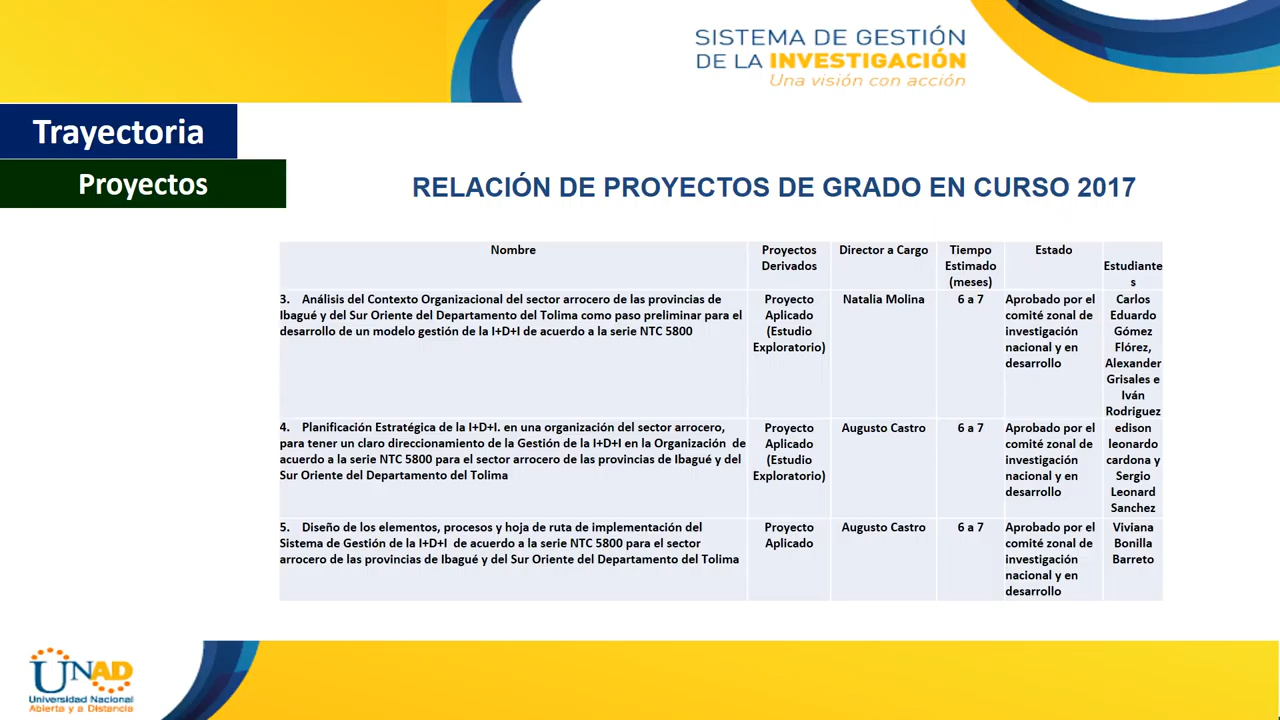 SISTEMA DE GESTIÓN
DE LA INVESTIGACIÓN
Una visión con acción
Trayectoria
Proyectos
RELACIÓN DE PROYECTOS DE GRADO EN CURSO 2017
Nombre
Proyectos
Derivados
Director a Cargo
Tiempo
Estimado
(meses)
Estado
Estudiante
s
3. Análisis del Contexto Organizacional del sector arrocero de las provincias de
Ibagué y del Sur Oriente del Departamento del Tolima como paso preliminar para el
desarrollo de un modelo gestión de la I+D+I de acuerdo a la serie NTC 5800
Proyecto
Aplicado
(Estudio
Exploratorio)
Natalia Molina
6 a 7
Aprobado por el
comité zonal de
investigación
nacional y en
desarrollo
Carlos
Eduardo
Gómez
Flórez,
Alexander
Grisales e
Iván
Rodriguez
4. Planificación Estratégica de la I+D+I. en una organización del sector arrocero,
para tener un claro direccionamiento de la Gestión de la I+D+I en la Organización de
acuerdo a la serie NTC 5800 para el sector arrocero de las provincias de Ibagué y del
Sur Oriente del Departamento del Tolima
Proyecto
Aplicado
(Estudio
Exploratorio)
Augusto Castro
6 a 7
Aprobado por el
comité zonal de
investigación
nacional y en
desarrollo
edison
leonardo
cardona y
Sergio
Leonard
Sanchez
5. Diseño de los elementos, procesos y hoja de ruta de implementación del
Sistema de Gestión de la I+D+I de acuerdo a la serie NTC 5800 para el sector
arrocero de las provincias de Ibagué y del Sur Oriente del Departamento del Tolima
Proyecto
Aplicado
Augusto Castro
6 a 7
Aprobado por el
comité zonal de
investigación
nacional y en
desarrollo
Viviana
Bonilla
Barreto
UNAD
Universidad Nacional
Abierta y a Distancia